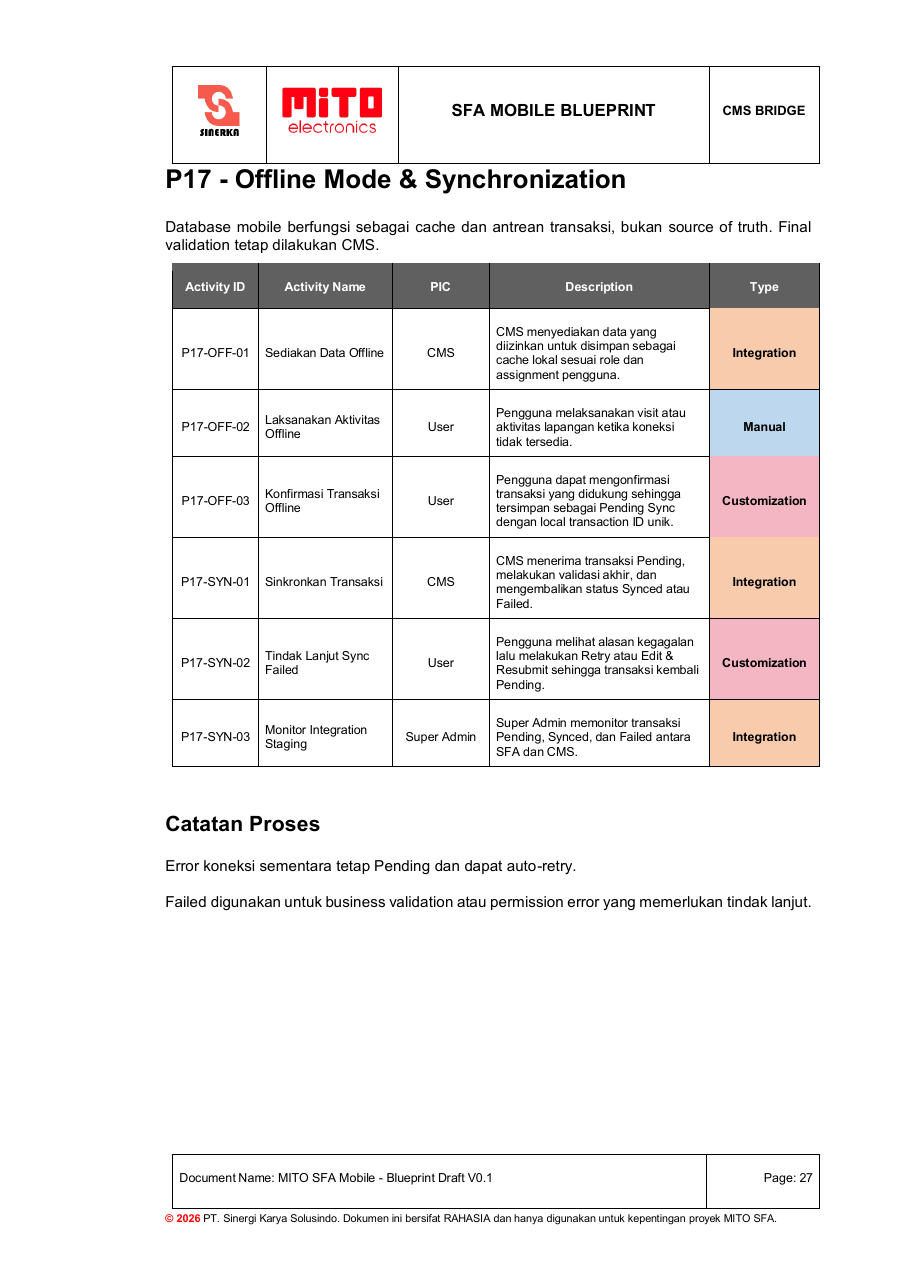 SINERKA
MITO
electronics
SFA MOBILE BLUEPRINT
CMS BRIDGE
P17 - Offline Mode & Synchronization
Database mobile berfungsi sebagai cache dan antrean transaksi, bukan source of truth. Final
validation tetap dilakukan CMS.
Activity ID
Activity Name
PIC
Description
Type
P17-OFF-01
Sediakan Data Offline
CMS
CMS menyediakan data yang
diizinkan untuk disimpan sebagai
cache lokal sesuai role dan
assignment pengguna.
Integration
P17-OFF-02
Laksanakan Aktivitas
Offline
User
Pengguna melaksanakan visit atau
aktivitas lapangan ketika koneksi
tidak tersedia.
Manual
P17-OFF-03
Konfirmasi Transaksi
Offline
User
Pengguna dapat mengonfirmasi
transaksi yang didukung sehingga
tersimpan sebagai Pending Sync
dengan local transaction ID unik.
Customization
P17-SYN-01
Sinkronkan Transaksi
CMS
CMS menerima transaksi Pending,
melakukan validasi akhir, dan
mengembalikan status Synced atau
Failed.
Integration
P17-SYN-02
Tindak Lanjut Sync
Failed
User
Pengguna melihat alasan kegagalan
lalu melakukan Retry atau Edit &
Resubmit sehingga transaksi kembali
Pending.
Customization
P17-SYN-03
Monitor Integration
Staging
Super Admin
Super Admin memonitor transaksi
Pending, Synced, dan Failed antara
SFA dan CMS.
Integration
Catatan Proses
Error koneksi sementara tetap Pending dan dapat auto-retry.
Failed digunakan untuk business validation atau permission error yang memerlukan tindak lanjut.
Document Name: MITO SFA Mobile - Blueprint Draft V0.1
Page: 27
© 2026 PT. Sinergi Karya Solusindo. Dokumen ini bersifat RAHASIA dan hanya digunakan untuk kepentingan proyek MITO SFA.